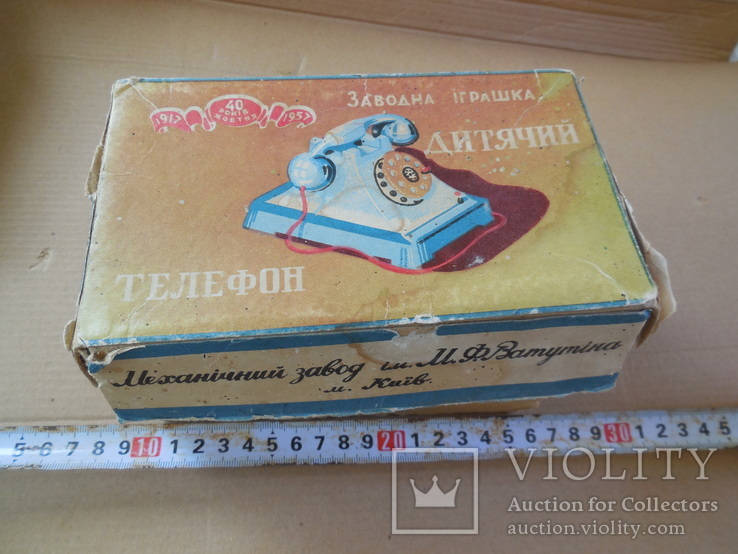 1917 40 РОКІВ ЖОВТНЯ 1957
ЗАВОДНА ІГРАШКА
ДИТЯЧИЙ
ТЕЛЕФОН
Механічний завод ім. М.Ф.Ватутіна
м. Київ.
5 6 7 8 9 10 1 2 3 4 5 6 7 8 9 20 1 2 3 4 5 6 7 8 9 30 1 2 3 4 5
VIOLITY
Auction for Collectors
auction.violity.com